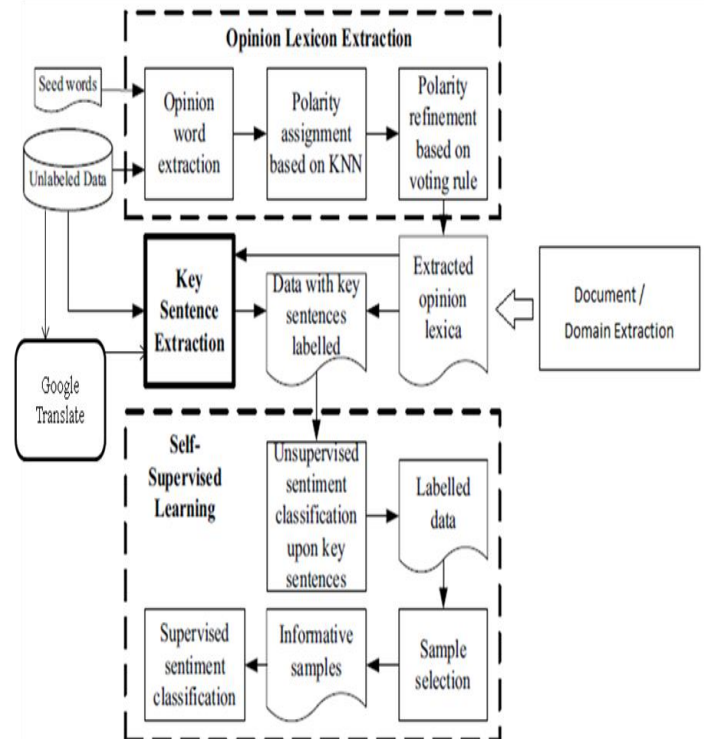 Opinion Lexicon Extraction
Seed words
Unlabeled Data
Opinion
word
extraction
Polarity
assignment
based on KNN
Polarity
refinement
based on
voting rule
Key
Sentence
Extraction
Data with key
sentences
labelled
Extracted
opinion
lexica
Document /
Domain Extraction
Google
Translate
Self-
Supervised
Learning
Unsupervised
sentiment
classification
upon key
sentences
Labelled
data
Supervised
sentiment
classification
Informative
samples
Sample
selection